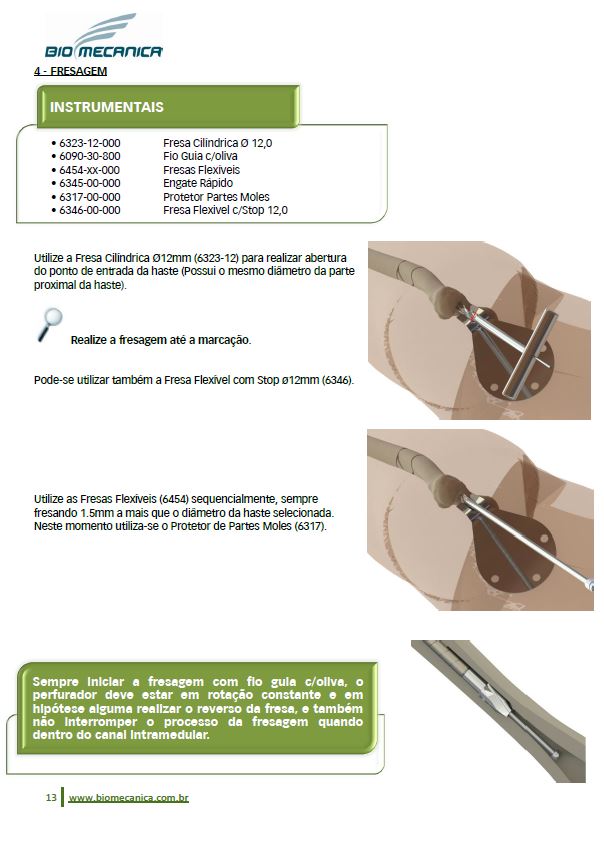 BIOMECANICA
4 - FRESAGEM
INSTRUMENTAIS
• 6323-12-000 Fresa Cilíndrica Ø 12,0
• 6090-30-800 Fio Guia c/oliva
• 6454-xx-000 Fresas Flexíveis
• 6345-00-000 Engate Rápido
• 6317-00-000 Protetor Partes Moles
• 6346-00-000 Fresa Flexivel c/Stop 12,0
Utilize a Fresa Cilíndrica Ø12mm (6323-12) para realizar abertura
do ponto de entrada da haste (Possui o mesmo diâmetro da parte
proximal da haste).
Realize a fresagem até a marcação.
Pode-se utilizar também a Fresa Flexível com Stop ø12mm (6346).
Utilize as Fresas Flexíveis (6454) sequencialmente, sempre
fresando 1.5mm a mais que o diâmetro da haste selecionada.
Neste momento utiliza-se o Protetor de Partes Moles (6317).
Sempre iniciar a fresagem com fio guia c/oliva, o
perfurador deve estar em rotação constante e em
hipótese alguma realizar o reverso da fresa, e também
não interromper o processo da fresagem quando
dentro do canal intramedular.
13 www.biomecanica.com.br